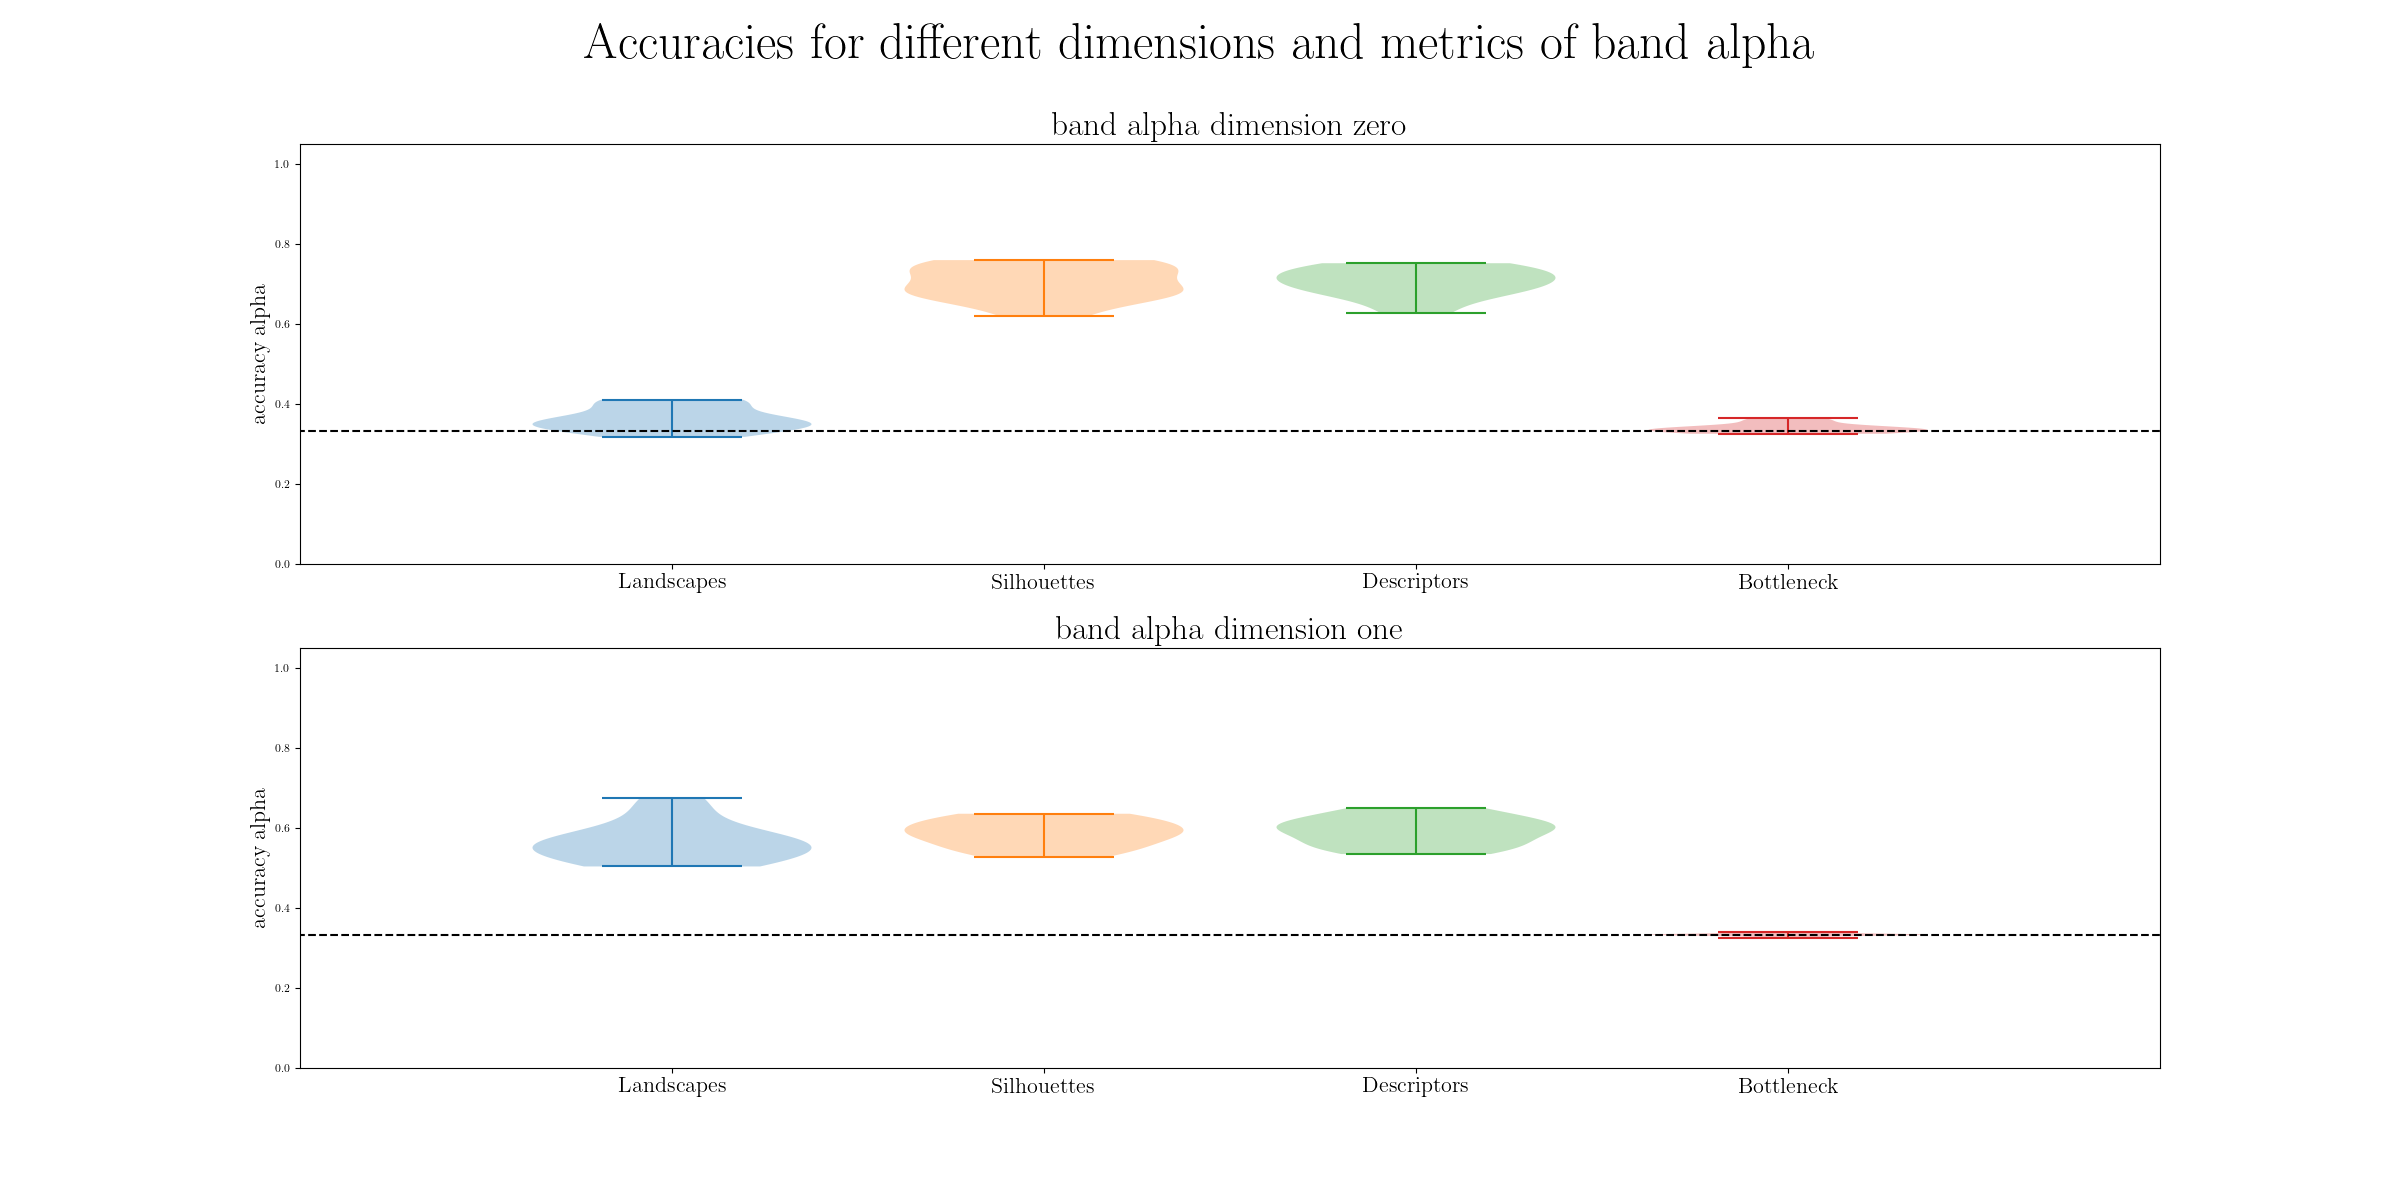 Accuracies for different dimensions and metrics of band alpha
band alpha dimension zero
accuracy alpha
1.0
0.8
0.6
0.4
0.2
0.0
Landscapes Silhouettes Descriptors Bottleneck
band alpha dimension one
accuracy alpha
1.0
0.8
0.6
0.4
0.2
0.0
Landscapes Silhouettes Descriptors Bottleneck